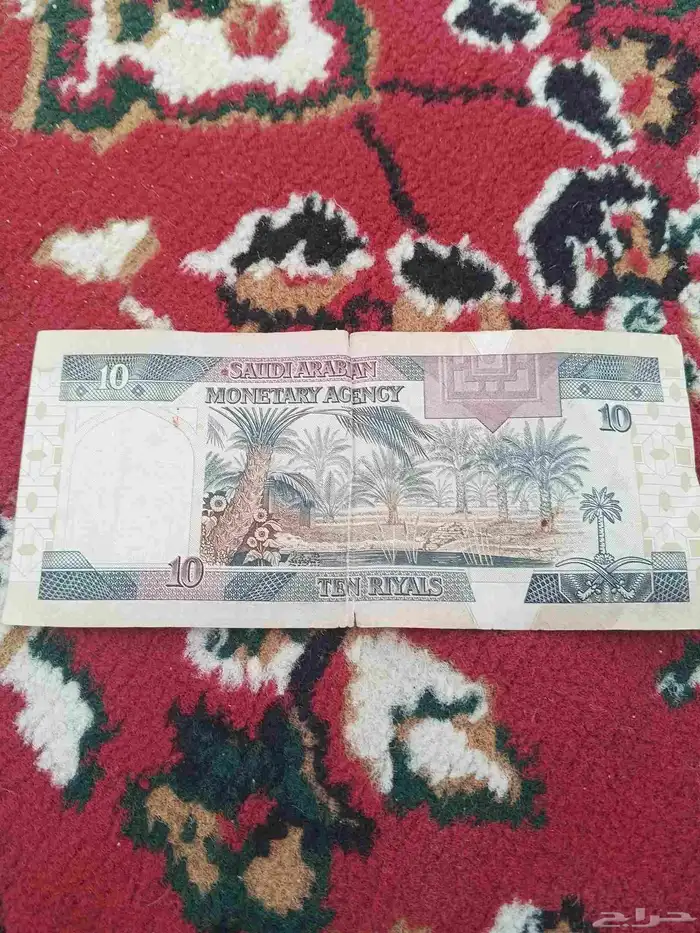 10
SAUDI ARABIAN
MONETARY AGENCY
10
10
TEN RIYALS
حراج